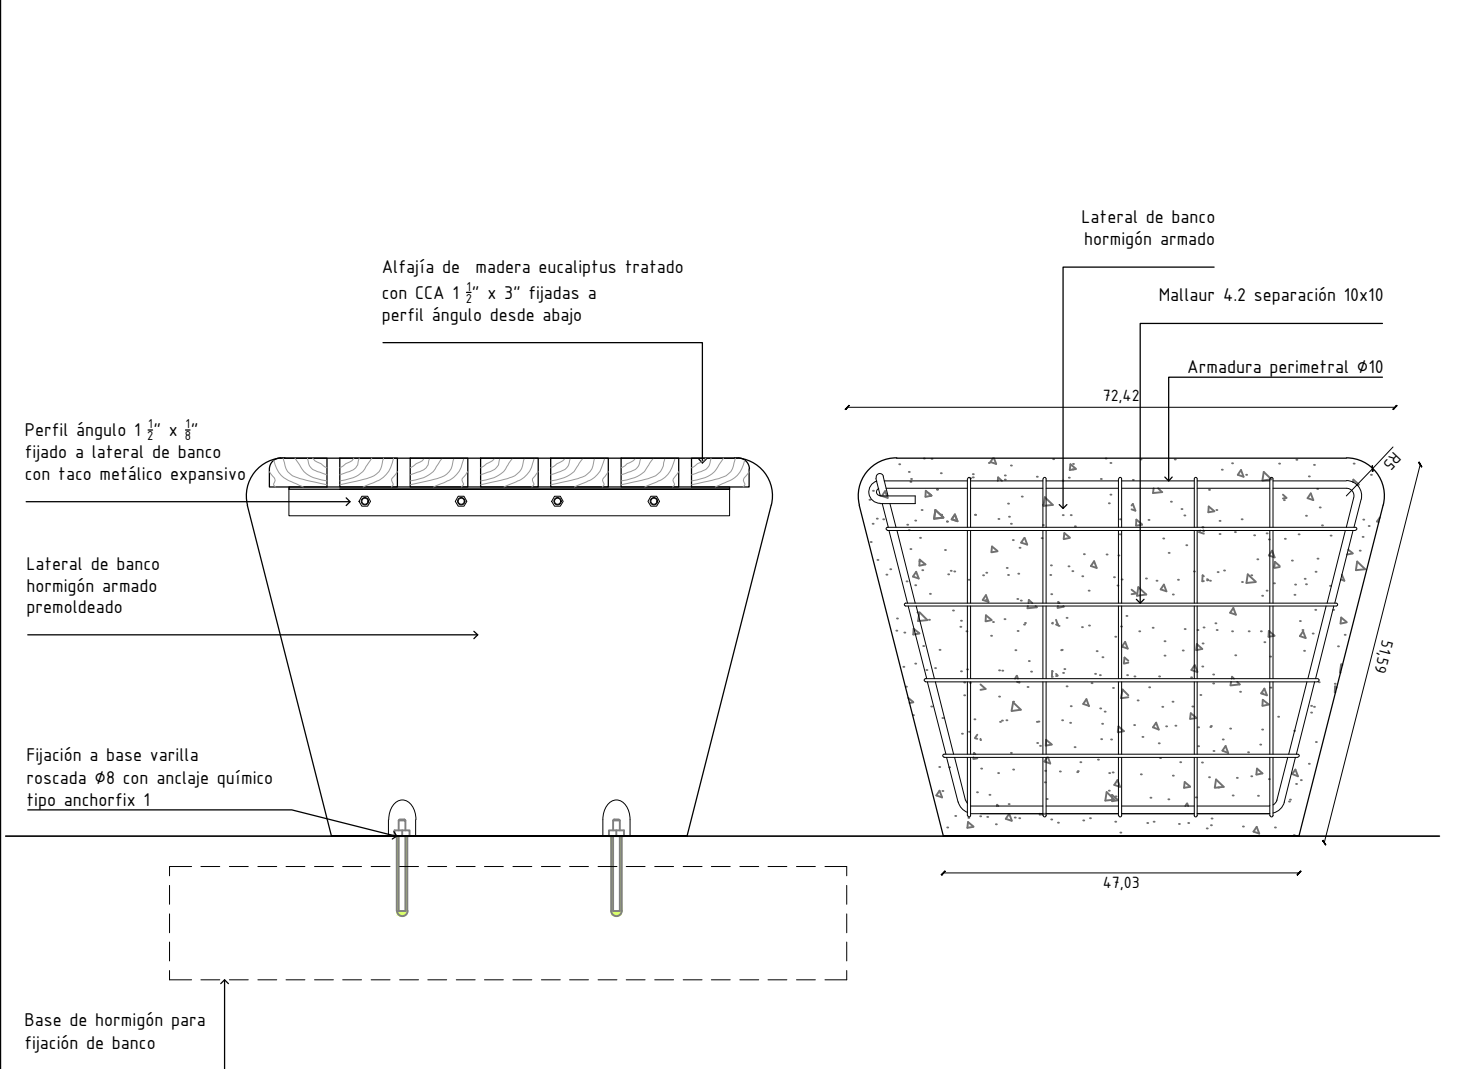 Lateral de banco
hormigón armado
Alfajía de madera eucaliptus tratado
con CCA 1 1/2" x 3" fijadas a
perfil ángulo desde abajo
Mallaur 4.2 separación 10x10
Armadura perimetral Ø10
72,42
Perfil ángulo 1 1/2" x 1/8"
fijado a lateral de banco
con taco metálico expansivo
R5
Lateral de banco
hormigón armado
premoldeado
51,59
Fijación a base varilla
roscada Ø8 con anclaje químico
tipo anchorfix 1
47,03
Base de hormigón para
fijación de banco